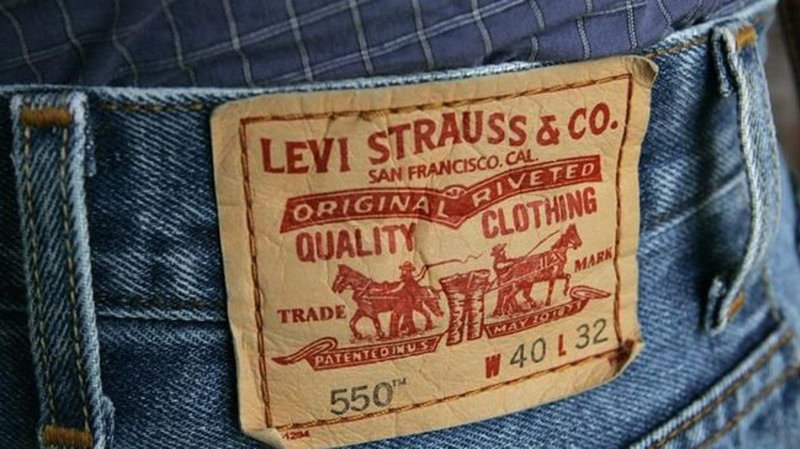 LEVI STRAUSS & CO.
SAN FRANCISCO. CAL.
ORIGINAL RIVETED
QUALITY CLOTHING
TRADE MARK
PATENTED IN U.S. MAY 20 1873
550™ W 40 L 32